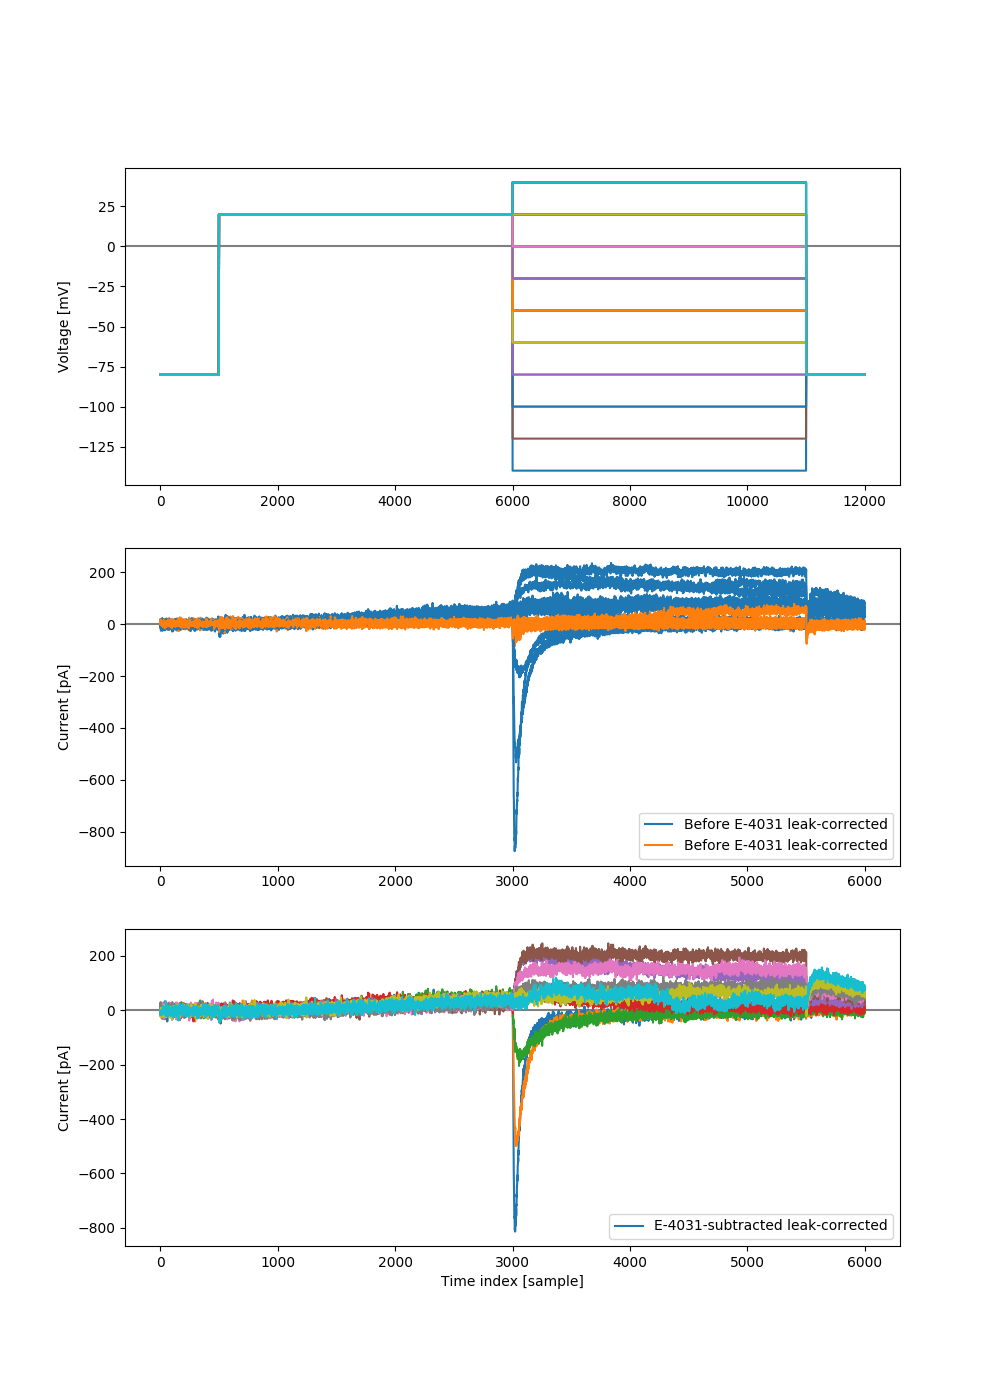 25
0
−25
−50
−75
−100
−125
Voltage [mV]
0 2000 4000 6000 8000 10000 12000
200
0
−200
−400
−600
−800
Current [pA]
Before E-4031 leak-corrected
Before E-4031 leak-corrected
0 1000 2000 3000 4000 5000 6000
200
0
−200
−400
−600
−800
Current [pA]
E-4031-subtracted leak-corrected
0 1000 2000 3000 4000 5000 6000
Time index [sample]